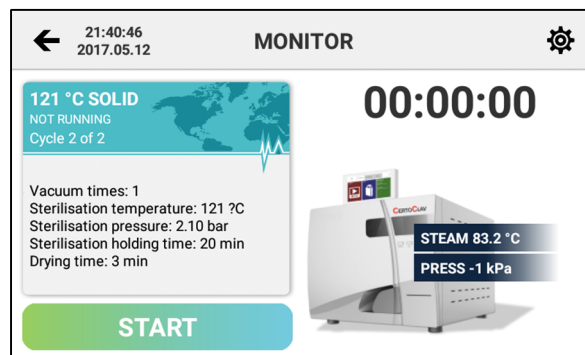 21:40:46
2017.05.12
MONITOR
121 °C SOLID
NOT RUNNING
Cycle 2 of 2
Vacuum times: 1
Sterilisation temperature: 121 ?C
Sterilisation pressure: 2.10 bar
Sterilisation holding time: 20 min
Drying time: 3 min
START
00:00:00
CERTOCLAV
STEAM 83.2 °C
PRESS -1 kPa